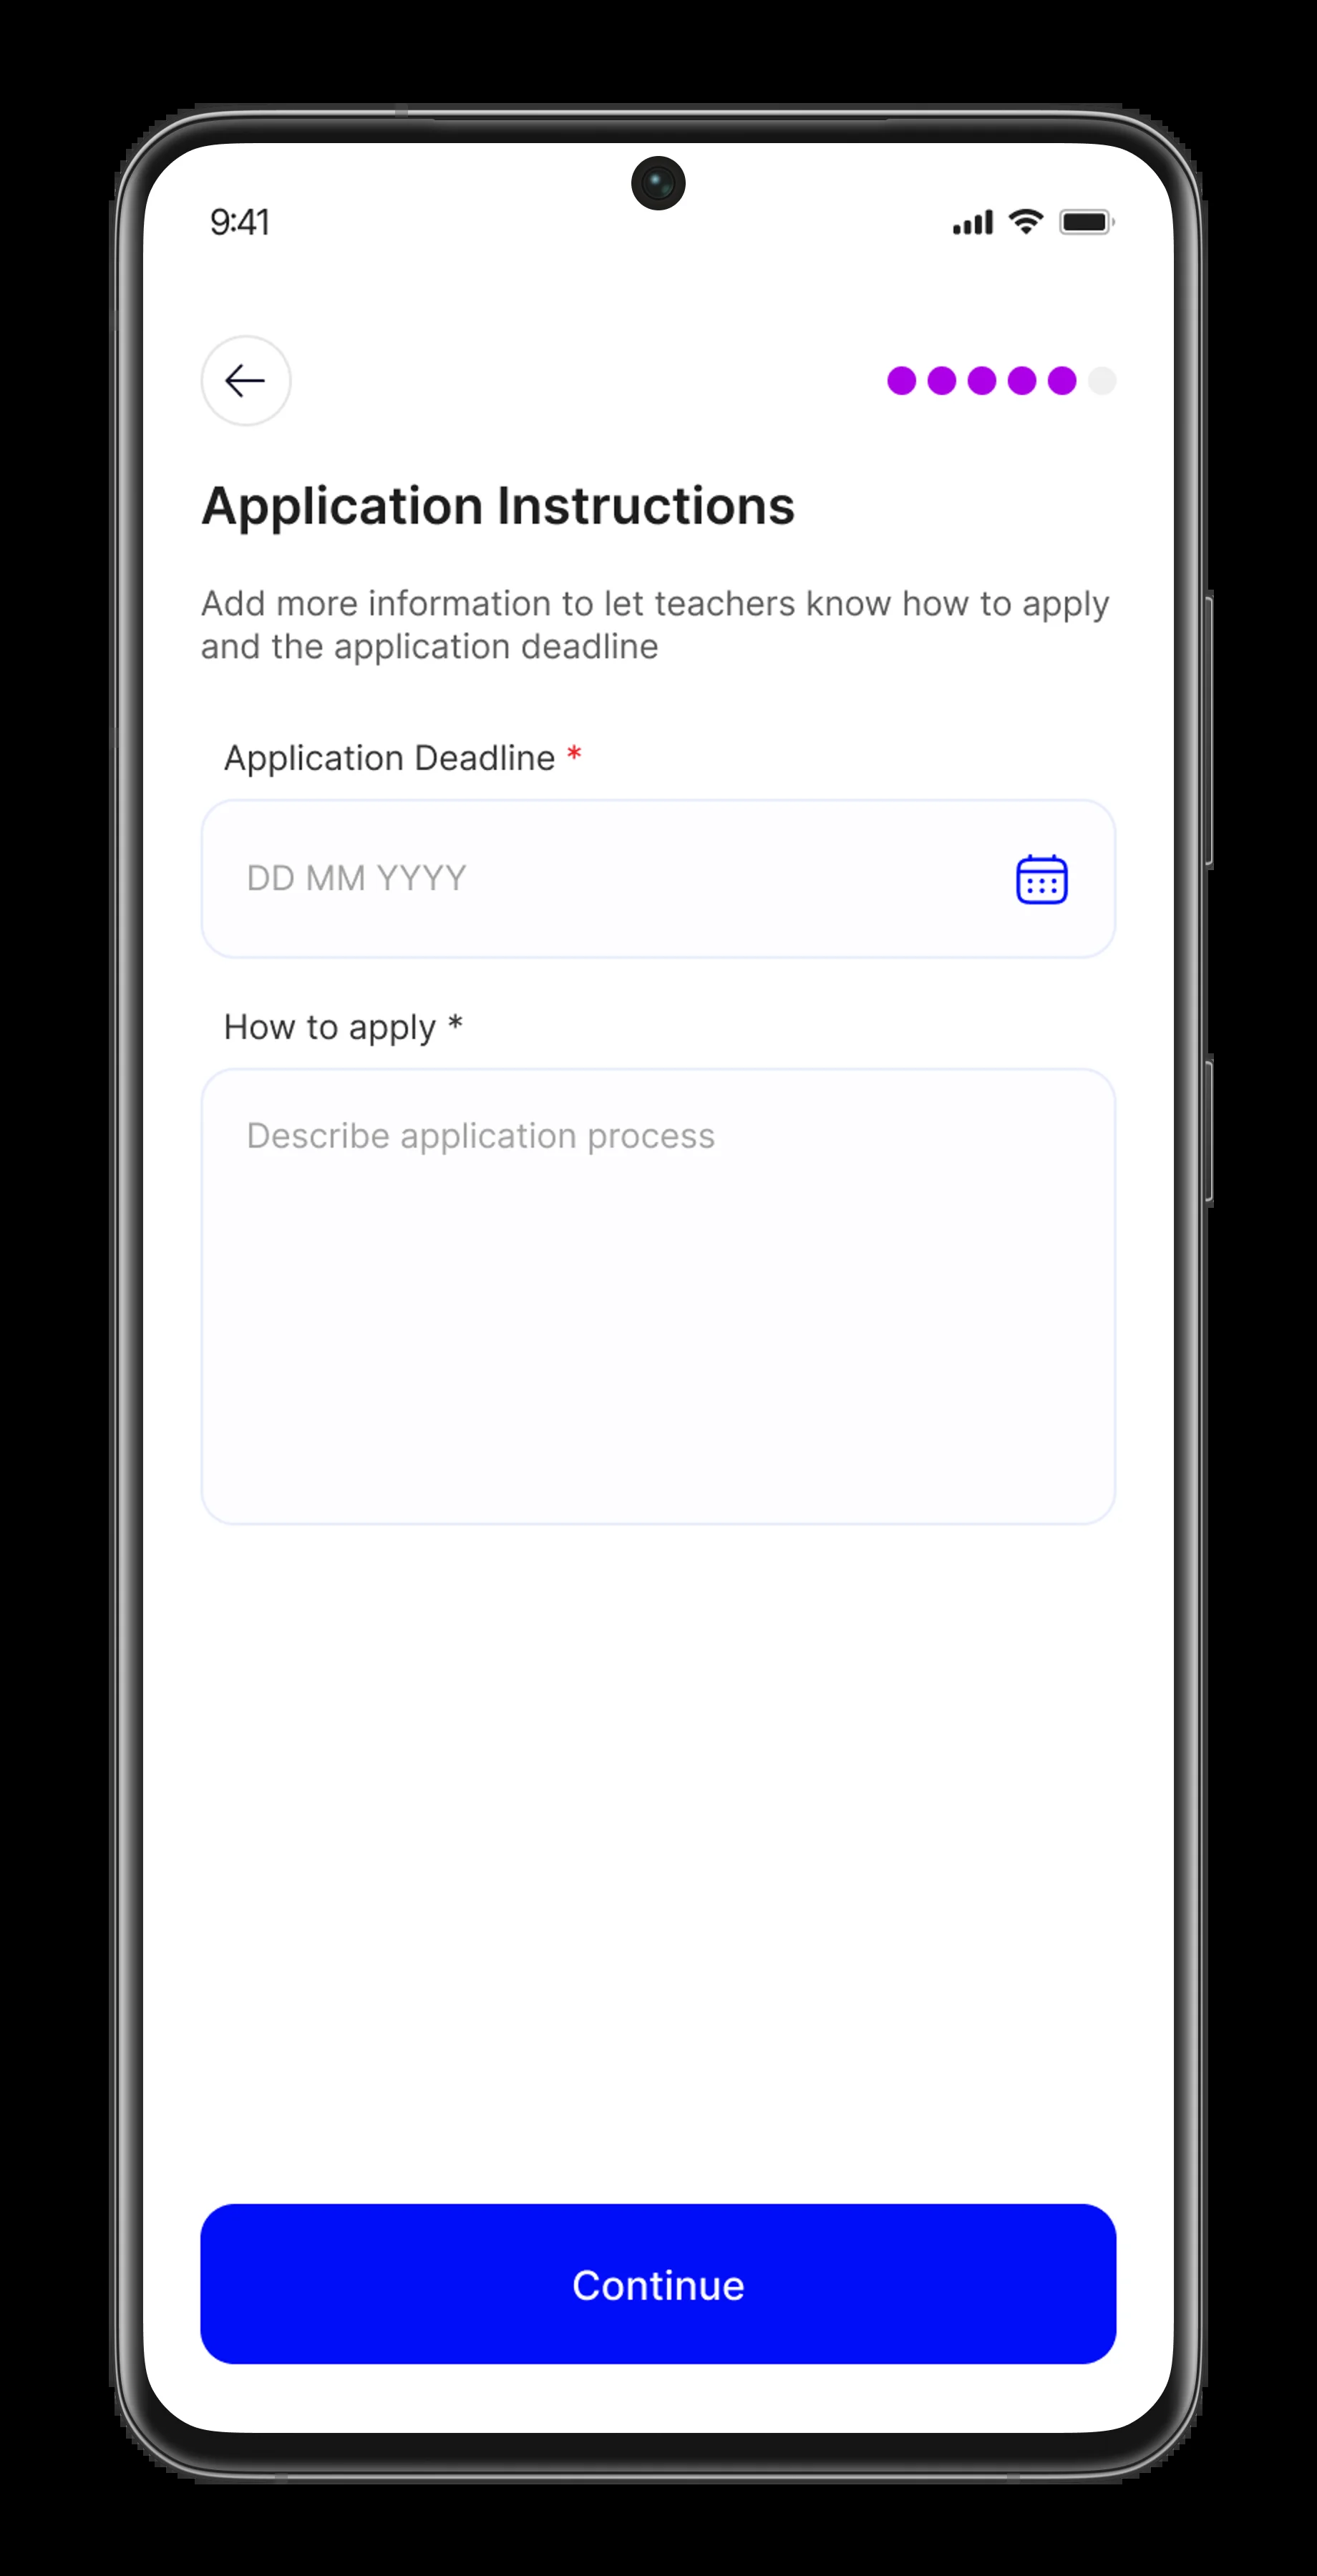 9:41
Application Instructions
Add more information to let teachers know how to apply
and the application deadline
Application Deadline *
DD MM YYYY
How to apply *
Describe application process
Continue